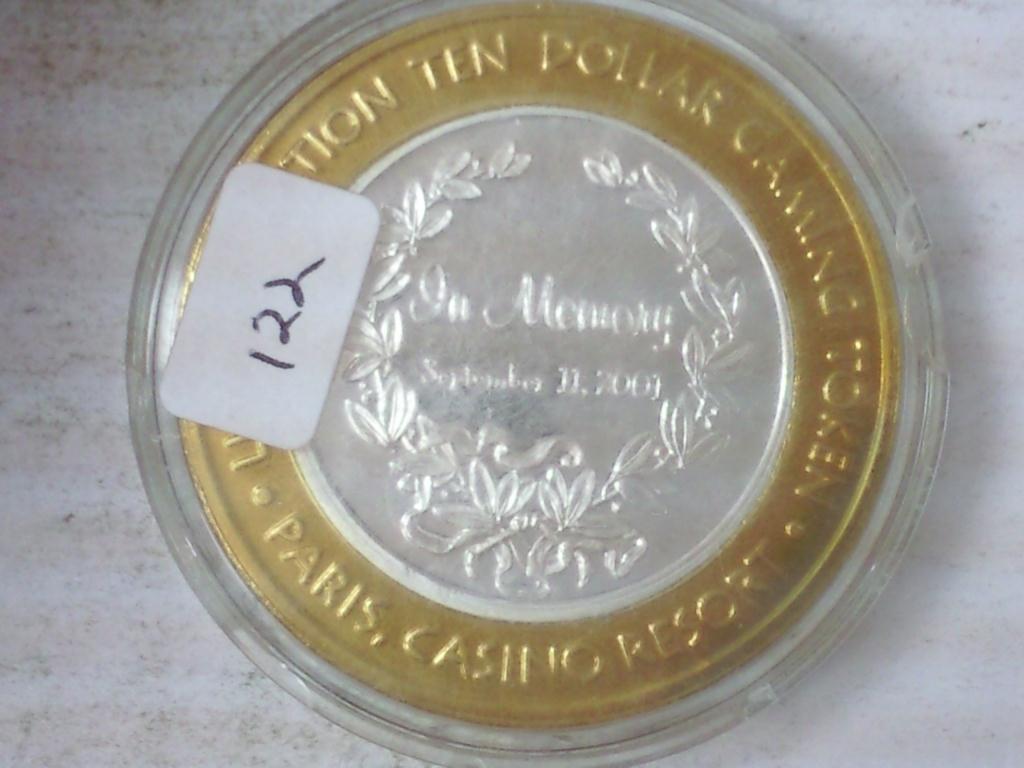 TION TEN DOLLAR GAMING TOKEN •
L
• PARIS, CASINO RESORT
122
In Memory
September 11, 2001